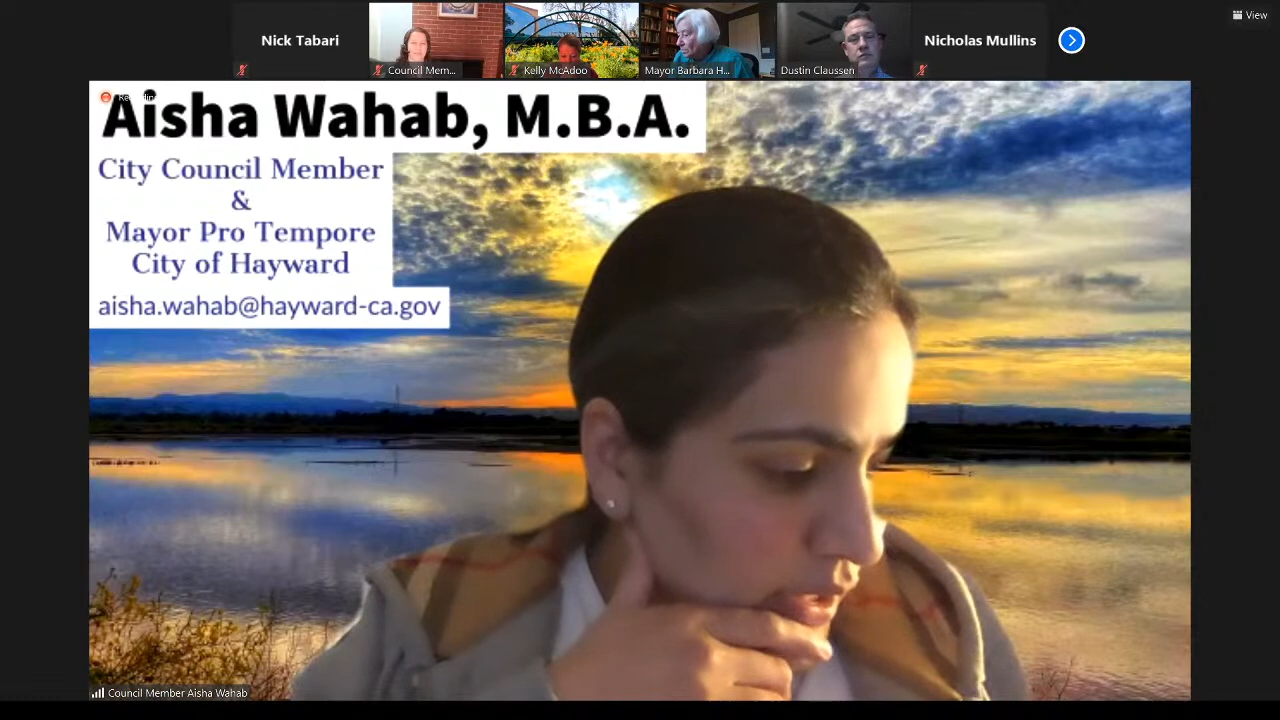 Nick Tabari
Council Mem...
Kelly McAdoo
Mayor Barbara H...
Dustin Claussen
Nicholas Mullins
View
Aisha Wahab, M.B.A.
City Council Member
&
Mayor Pro Tempore
City of Hayward
aisha.wahab@hayward-ca.gov
Council Member Aisha Wahab